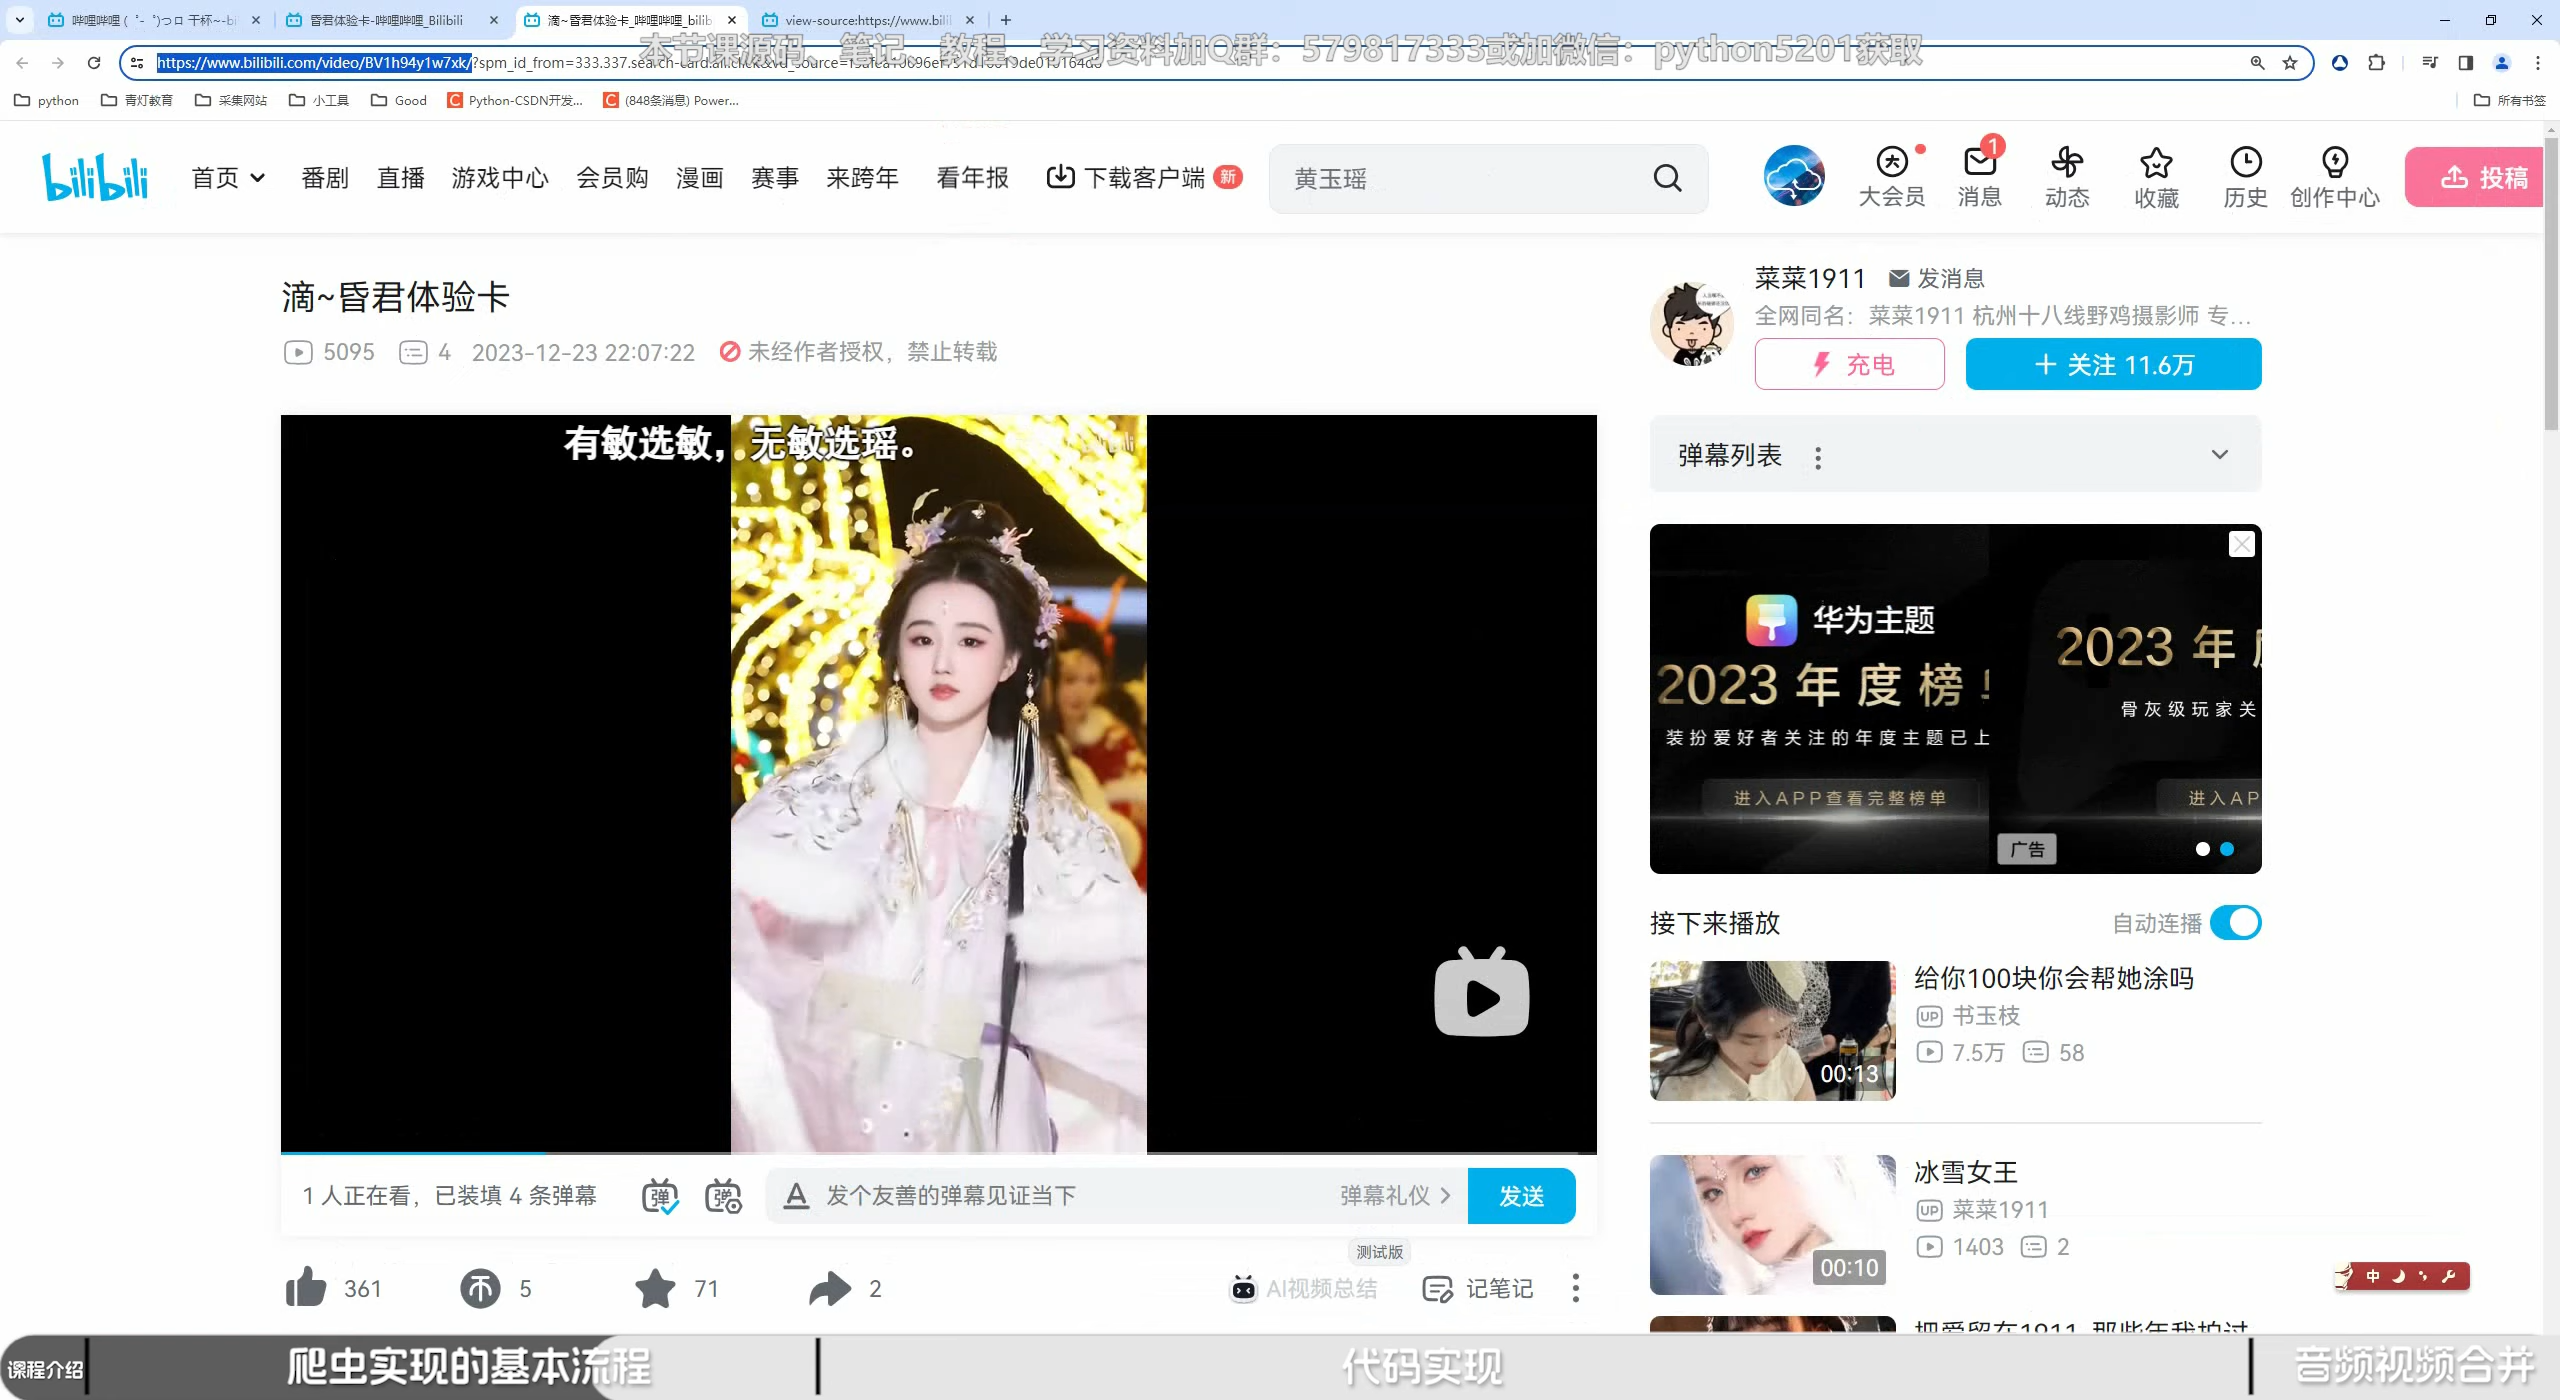 哔哩哔哩 (゜-゜)つロ 干杯~-bi
昏君体验卡-哔哩哔哩_Bilibili
滴~昏君体验卡_哔哩哔哩_bilib
view-source:https://www.bili
本节课源码、笔记、教程、学习资料加Q群：579817333或加微信：python5201获取
https://www.bilibili.com/video/BV1h94y1w7xk/?spm_id_from=333.337.search-card.all.click
python
青灯教育
采集网站
小工具
Good
Python-CSDN开发...
(848条消息) Power...
所有书签
bilibili
首页
番剧
直播
游戏中心
会员购
漫画
赛事
来跨年
看年报
下载客户端
新
黄玉瑶
大会员
1
消息
动态
收藏
历史
创作中心
投稿
滴~昏君体验卡
5095
4
2023-12-23 22:07:22
未经作者授权，禁止转载
菜菜1911
发消息
全网同名：菜菜1911 杭州十八线野鸡摄影师 专...
充电
+ 关注 11.6万
有敏选敏，无敏选瑶。
弹幕列表
华为主题
2023 年度榜
装扮爱好者关注的年度主题已上
进入APP查看完整榜单
2023 年
骨灰级玩家关
进入AP
广告
接下来播放
自动连播
给你100块你会帮她涂吗
UP 书玉枝
7.5万
58
00:13
冰雪女王
UP 菜菜1911
1403
2
00:10
把爱留在1911-那些年我拍过
1 人正在看，已装填 4 条弹幕
弹
弹
A
发个友善的弹幕见证当下
弹幕礼仪
发送
361
5
71
2
测试版
AI视频总结
记笔记
中
课程介绍
爬虫实现的基本流程
代码实现
音频视频合并